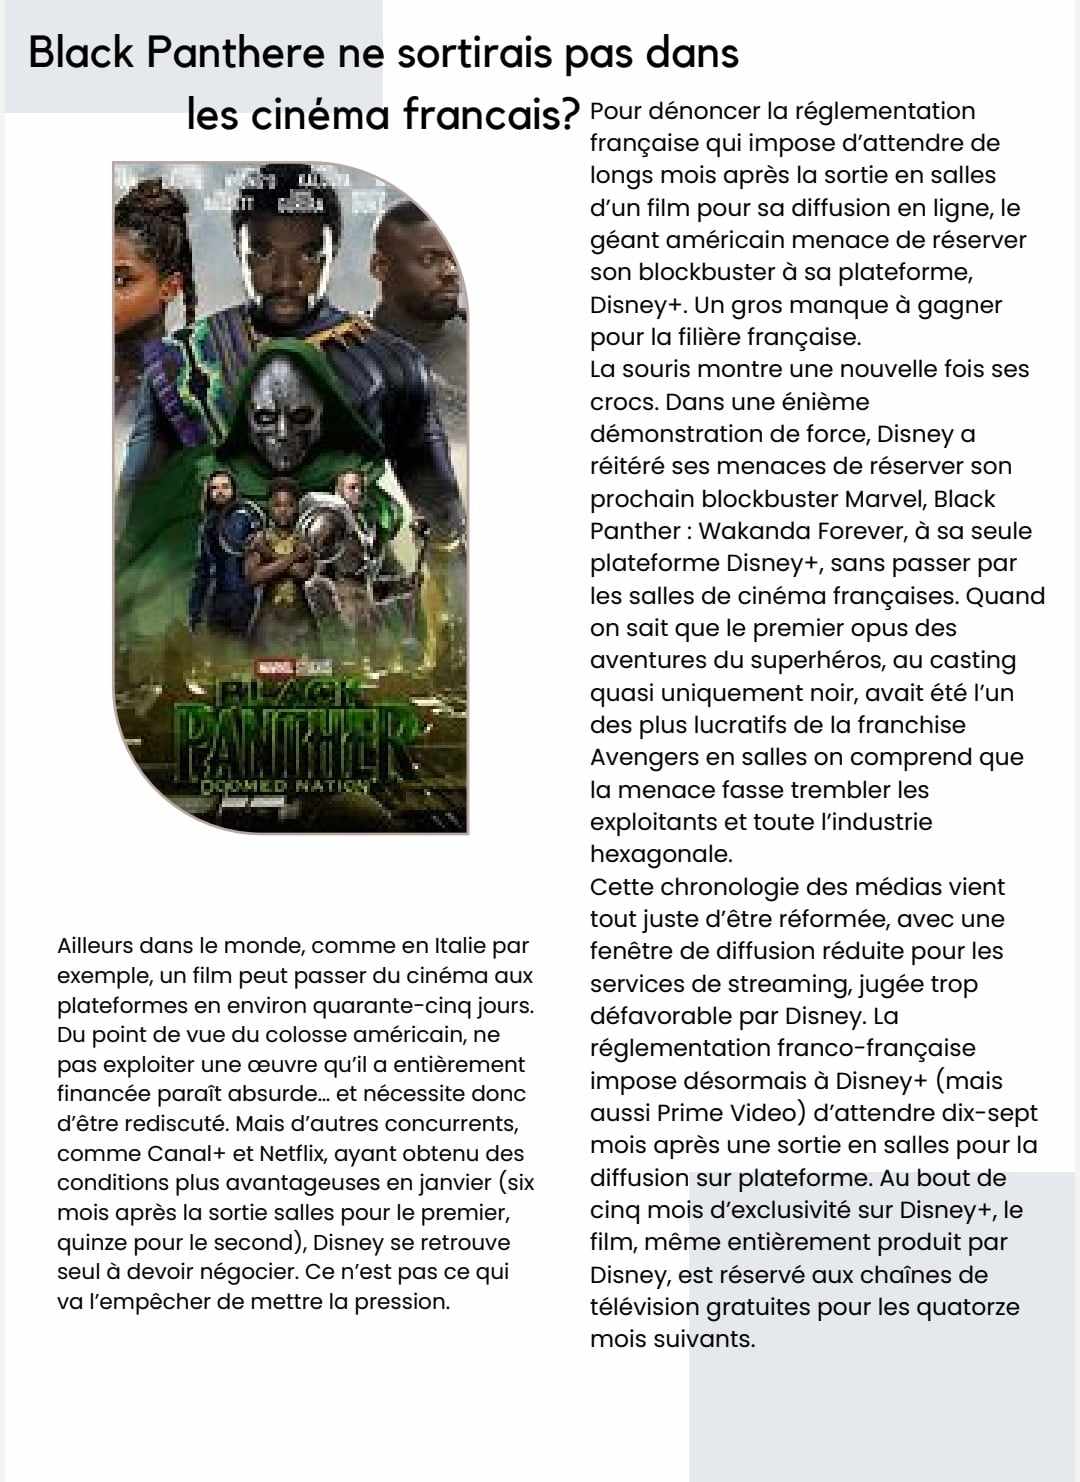 Black Panthere ne sortirais pas dans
les cinéma francais?
Pour dénoncer la réglementation
française qui impose d’attendre de
longs mois après la sortie en salles
d’un film pour sa diffusion en ligne, le
géant américain menace de réserver
son blockbuster à sa plateforme,
Disney+. Un gros manque à gagner
pour la filière française.
La souris montre une nouvelle fois ses
crocs. Dans une énième
démonstration de force, Disney a
réitéré ses menaces de réserver son
prochain blockbuster Marvel, Black
Panther : Wakanda Forever, à sa seule
plateforme Disney+, sans passer par
les salles de cinéma françaises. Quand
on sait que le premier opus des
aventures du superhéros, au casting
quasi uniquement noir, avait été l’un
des plus lucratifs de la franchise
Avengers en salles on comprend que
la menace fasse trembler les
exploitants et toute l’industrie
hexagonale.
Cette chronologie des médias vient
tout juste d’être réformée, avec une
fenêtre de diffusion réduite pour les
services de streaming, jugée trop
défavorable par Disney. La
réglementation franco-française
impose désormais à Disney+ (mais
aussi Prime Video) d’attendre dix-sept
mois après une sortie en salles pour la
diffusion sur plateforme. Au bout de
cinq mois d’exclusivité sur Disney+, le
film, même entièrement produit par
Disney, est réservé aux chaînes de
télévision gratuites pour les quatorze
mois suivants.
MARVEL STUDIOS
BLACK
PANTHER
DOOMED NATION
Ailleurs dans le monde, comme en Italie par
exemple, un film peut passer du cinéma aux
plateformes en environ quarante-cinq jours.
Du point de vue du colosse américain, ne
pas exploiter une œuvre qu’il a entièrement
financée paraît absurde… et nécessite donc
d’être rediscuté. Mais d’autres concurrents,
comme Canal+ et Netflix, ayant obtenu des
conditions plus avantageuses en janvier (six
mois après la sortie salles pour le premier,
quinze pour le second), Disney se retrouve
seul à devoir négocier. Ce n’est pas ce qui
va l’empêcher de mettre la pression.